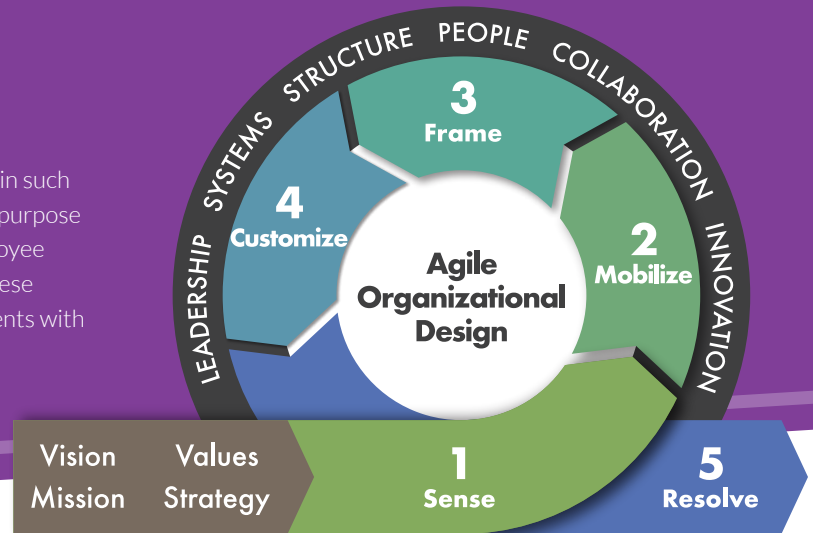 in such
purpose
ese
ents with
LEADERSHIP SYSTEMS STRUCTURE PEOPLE COLLABORATION INNOVATION
3
Frame
4
Customize
2
Mobilize
Agile
Organizational
Design
Vision Values
Mission Strategy
1
Sense
5
Resolve